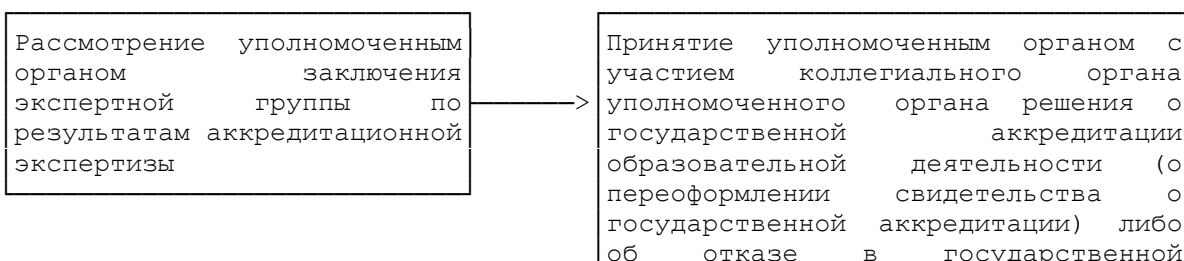 Рассмотрение уполномоченным
органом заключения
экспертной группы по
результатам аккредитационной
экспертизы
Принятие уполномоченным органом с
участием коллегиального органа
уполномоченного органа решения о
государственной аккредитации
образовательной деятельности (о
переоформлении свидетельства о
государственной аккредитации) либо
об отказе в государственной